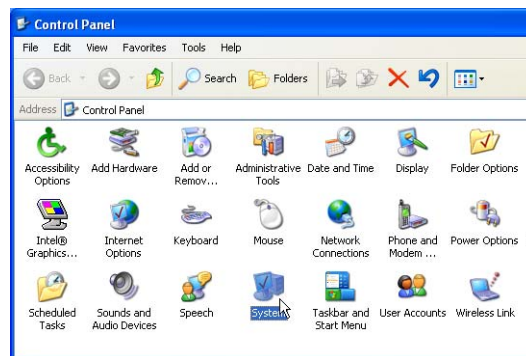 Control Panel
File Edit View Favorites Tools Help
Back Search Folders
Address Control Panel
Accessibility Options
Add Hardware
Add or Remov...
Administrative Tools
Date and Time
Display
Folder Options
Intel® Graphics...
Internet Options
Keyboard
Mouse
Network Connections
Phone and Modem ...
Power Options
Scheduled Tasks
Sounds and Audio Devices
Speech
System
Taskbar and Start Menu
User Accounts
Wireless Link